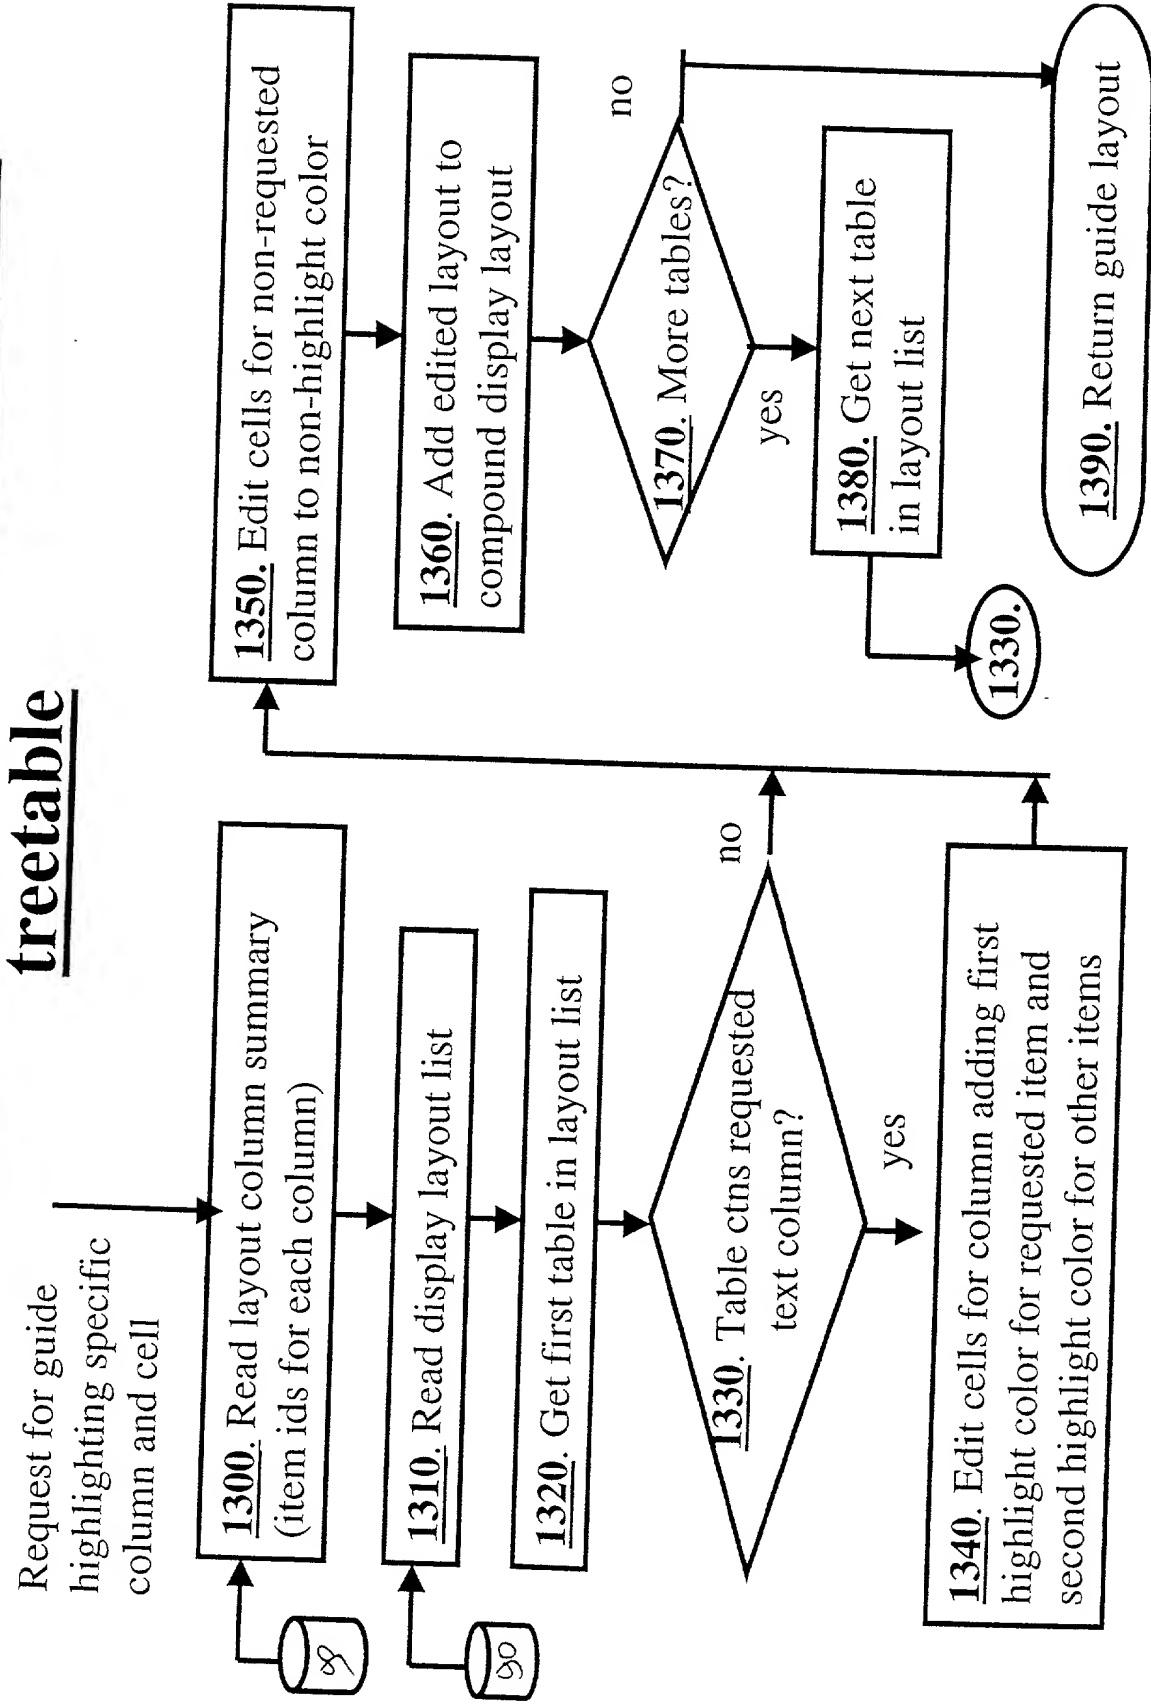 treetable
Request for guide
highlighting specific
column and cell
1300. Read layout column summary
(item ids for each column)
1310. Read display layout list
90
1320. Get first table in layout list
1330. Table ctns requested
text column?
no
yes
1340. Edit cells for column adding first
highlight color for requested item and
second highlight color for other items
1350. Edit cells for non-requested
column to non-highlight color
1360. Add edited layout to
compound display layout
1370. More tables?
no
yes
1380. Get next table
in layout list
1330.
1390. Return guide layout